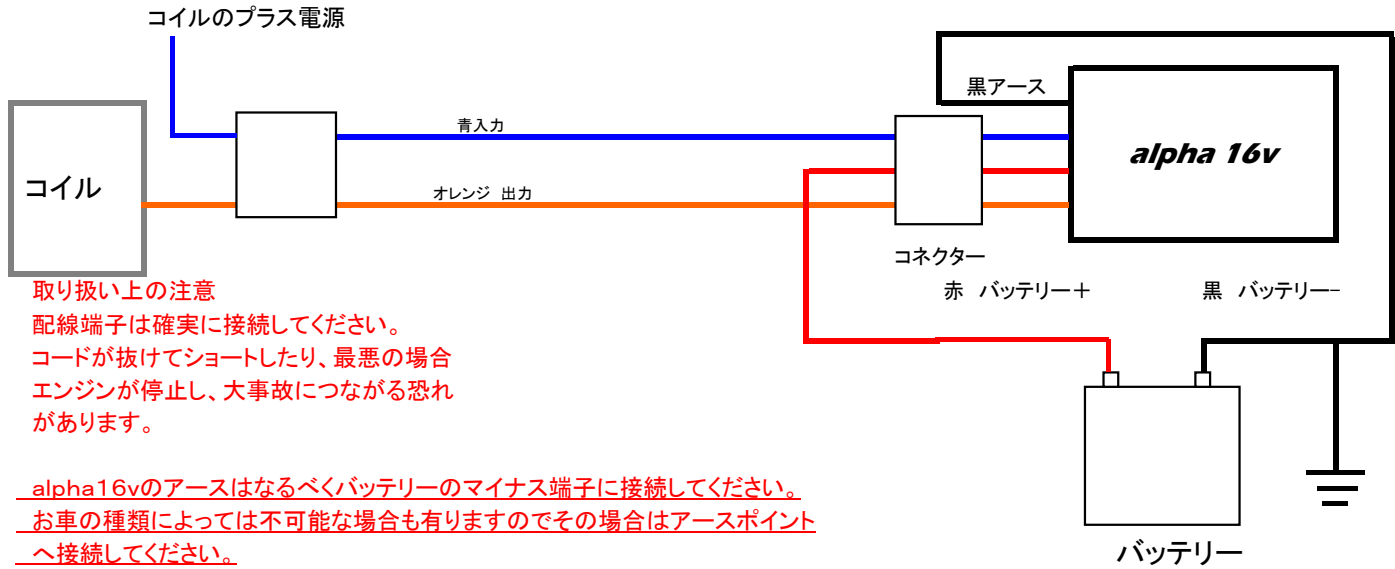 コイルのプラス電源
黒アース
青入力
alpha 16v
コイル
オレンジ 出力
コネクター
赤 バッテリー＋
黒 バッテリー−
取り扱い上の注意
配線端子は確実に接続してください。
コードが抜けてショートしたり、最悪の場合
エンジンが停止し、大事故につながる恐れ
があります。
alpha16vのアースはなるべくバッテリーのマイナス端子に接続してください。
お車の種類によっては不可能な場合も有りますのでその場合はアースポイント
へ接続してください。
バッテリー